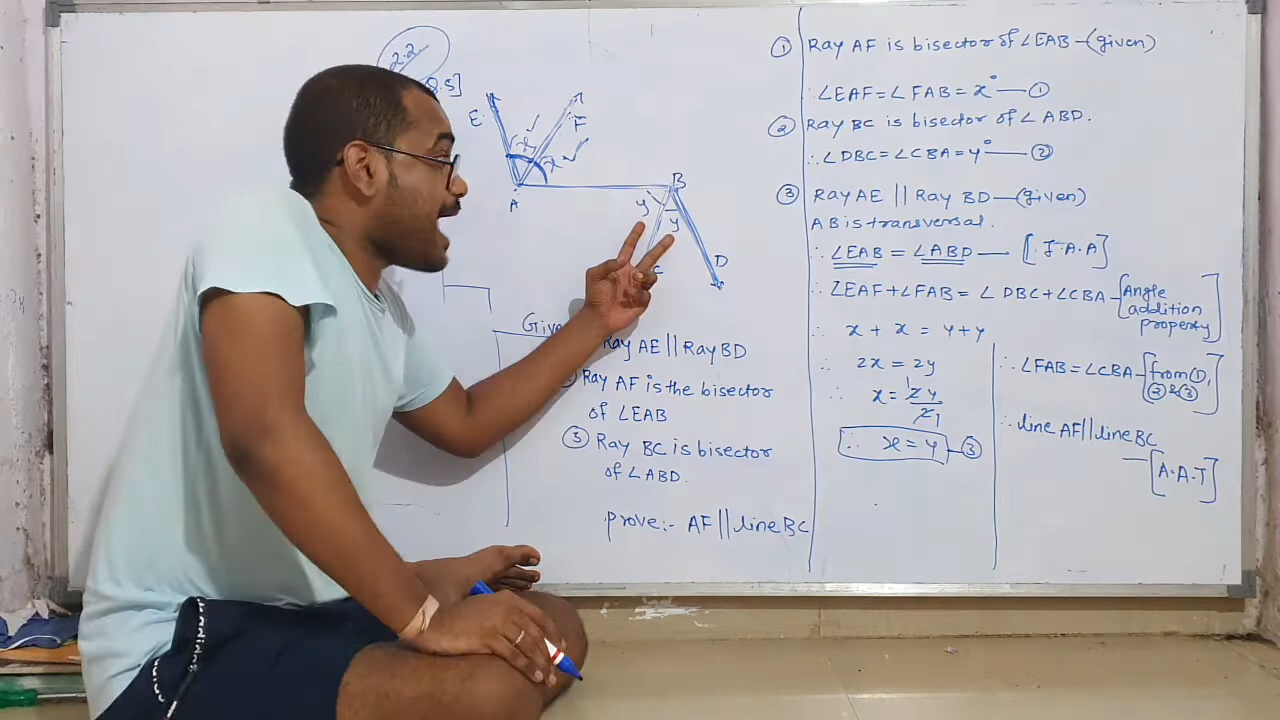 2.2
Q.5]
E
F
x
x
A
B
y
y
C
D
Ray AE || Ray BD
Ray AF is the bisector
of ∠EAB
③ Ray BC is bisector
of ∠ABD.
prove:- AF || line BC
① Ray AF is bisector of ∠EAB -(given)
∴ ∠EAF = ∠FAB = x° — ①
② Ray BC is bisector of ∠ABD.
∴ ∠DBC = ∠CBA = y° — ②
③ Ray AE || Ray BD — (given)
AB is transversal.
∴ ∠EAB = ∠ABD — [I.A.A]
∴ ∠EAF + ∠FAB = ∠DBC + ∠CBA - [Angle
addition
property]
∴ x + x = y + y
∴ 2x = 2y
∴ x = 2y/2
∴ x = y — ③
∴ ∠FAB = ∠CBA - [from ①,
② & ③]
∴ line AF || line BC
— [A.A.T]
adidas